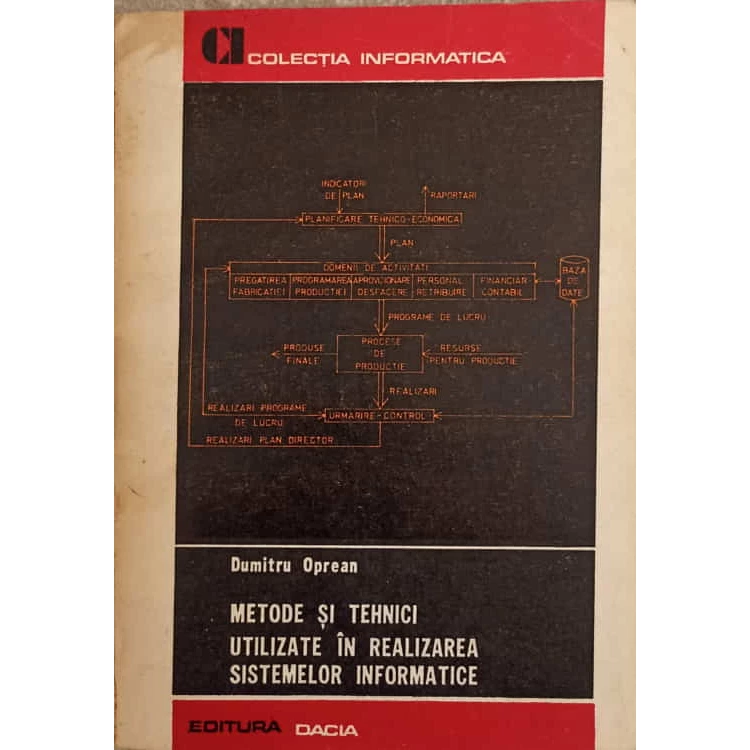 COLECȚIA INFORMATICA
INDICATORI
DE PLAN
RAPORTARI
PLANIFICARE TEHNICO-ECONOMICA
PLAN
DOMENII DE ACTIVITATI
PREGATIREA FABRICATIEI
PROGRAMAREA PRODUCTIEI
APROVIZIONARE DESFACERE
PERSONAL RETRIBUIRE
FINANCIAR CONTABIL
BAZA
DE
DATE
PROGRAME DE LUCRU
PROCESE
DE
PRODUCTIE
PRODUSE
FINALE
RESURSE
PENTRU PRODUCTIE
REALIZARI
REALIZARI PROGRAME
DE LUCRU
URMARIRE-CONTROL
REALIZARI PLAN DIRECTOR
Dumitru Oprean
METODE ȘI TEHNICI
UTILIZATE ÎN REALIZAREA
SISTEMELOR INFORMATICE
EDITURA DACIA